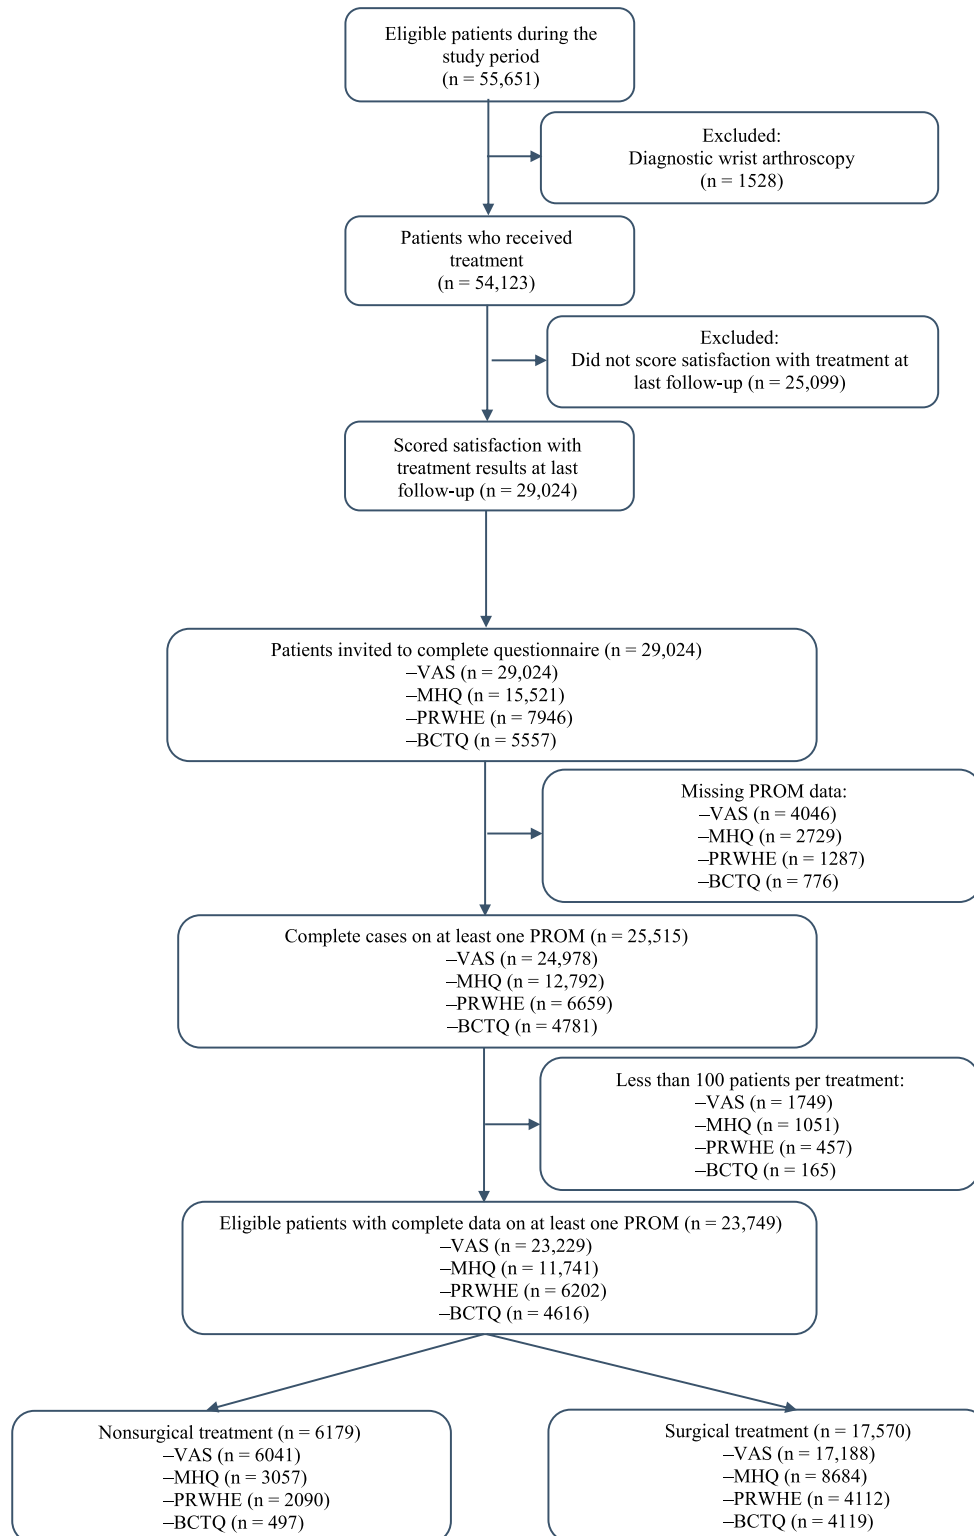 Eligible patients during the
study period
(n = 55,651)
Excluded:
Diagnostic wrist arthroscopy
(n = 1528)
Patients who received
treatment
(n = 54,123)
Excluded:
Did not score satisfaction with treatment at
last follow-up (n = 25,099)
Scored satisfaction with
treatment results at last
follow-up (n = 29,024)
Patients invited to complete questionnaire (n = 29,024)
–VAS (n = 29,024)
–MHQ (n = 15,521)
–PRWHE (n = 7946)
–BCTQ (n = 5557)
Missing PROM data:
–VAS (n = 4046)
–MHQ (n = 2729)
–PRWHE (n = 1287)
–BCTQ (n = 776)
Complete cases on at least one PROM (n = 25,515)
–VAS (n = 24,978)
–MHQ (n = 12,792)
–PRWHE (n = 6659)
–BCTQ (n = 4781)
Less than 100 patients per treatment:
–VAS (n = 1749)
–MHQ (n = 1051)
–PRWHE (n = 457)
–BCTQ (n = 165)
Eligible patients with complete data on at least one PROM (n = 23,749)
–VAS (n = 23,229)
–MHQ (n = 11,741)
–PRWHE (n = 6202)
–BCTQ (n = 4616)
Nonsurgical treatment (n = 6179)
–VAS (n = 6041)
–MHQ (n = 3057)
–PRWHE (n = 2090)
–BCTQ (n = 497)
Surgical treatment (n = 17,570)
–VAS (n = 17,188)
–MHQ (n = 8684)
–PRWHE (n = 4112)
–BCTQ (n = 4119)